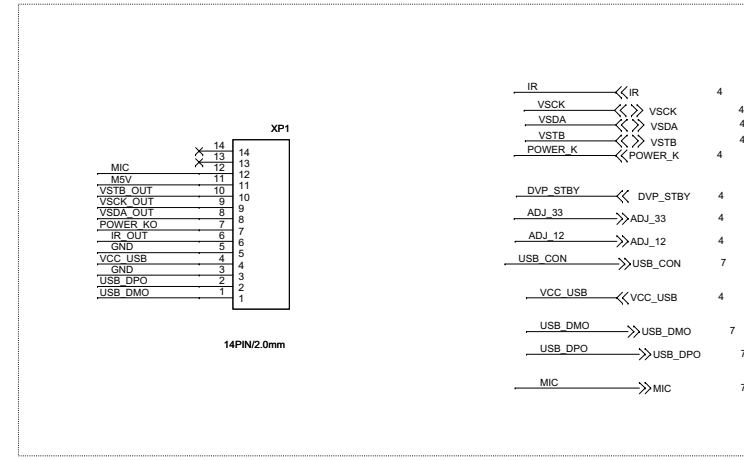 XP1
14 14
13 13
MIC 12 12
M5V 11 11
VSTB_OUT 10 10
VSCK_OUT 9 9
VSDA_OUT 8 8
POWER_KO 7 7
IR_OUT 6 6
GND 5 5
VCC_USB 4 4
GND 3 3
USB_DPO 2 2
USB_DMO 1 1
14PIN/2.0mm
IR IR 4
VSCK VSCK 4
VSDA VSDA 4
VSTB VSTB 4
POWER_K POWER_K 4
DVP_STBY DVP_STBY 4
ADJ_33 ADJ_33 4
ADJ_12 ADJ_12 4
USB_CON USB_CON 7
VCC_USB VCC_USB 4
USB_DMO USB_DMO 7
USB_DPO USB_DPO 7
MIC MIC 7